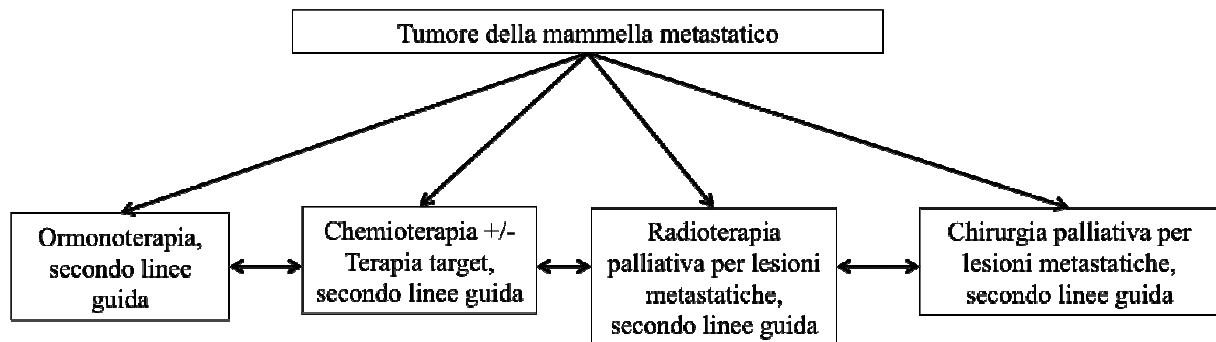 Tumore della mammella metastatico
Ormonoterapia,
secondo linee
guida
Chemioterapia +/-
Terapia target,
secondo linee guida
Radioterapia
palliativa per lesioni
metastatiche,
secondo linee guida
Chirurgia palliativa per
lesioni metastatiche,
secondo linee guida